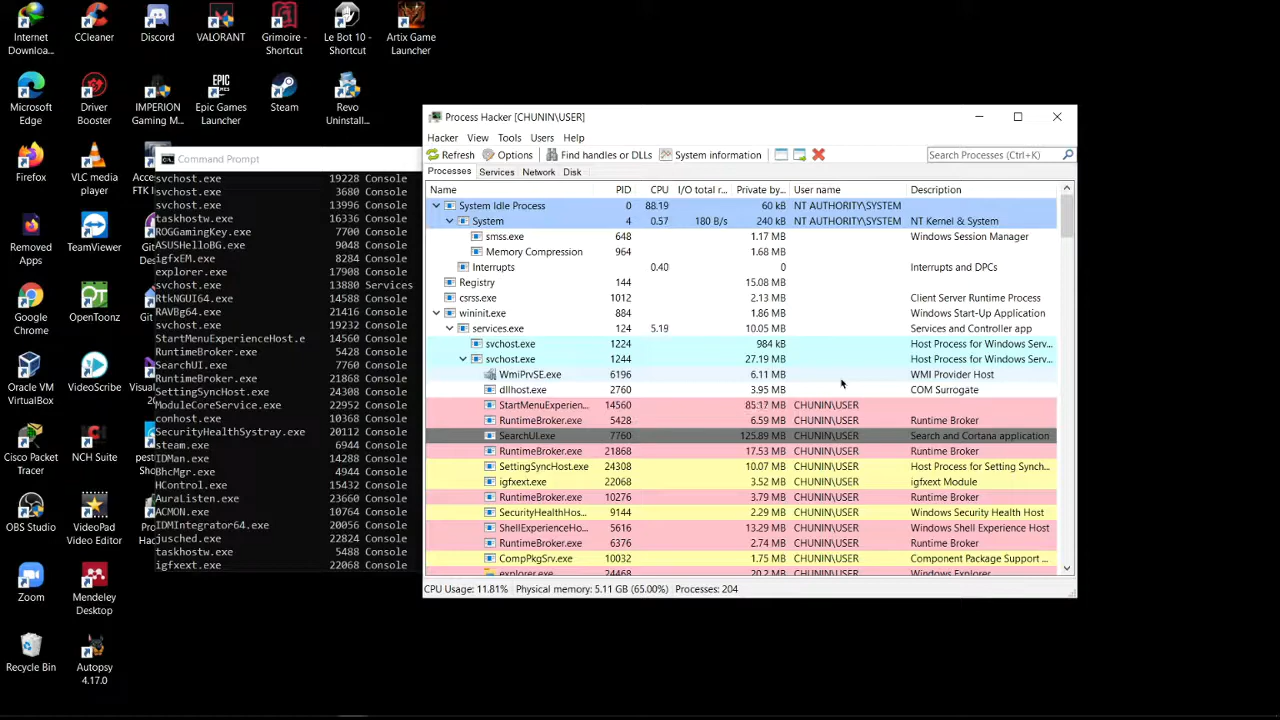 Internet Downloa...
CCleaner
Discord
VALORANT
Grimoire - Shortcut
Le Bot 10 - Shortcut
Artix Game Launcher
Microsoft Edge
Driver Booster
IMPERION Gaming M...
EPIC GAMES
Epic Games Launcher
Steam
Revo Uninstall...
Firefox
VLC media player
Removed Apps
TeamViewer
Google Chrome
OpenToonz
Oracle VM VirtualBox
VideoScribe
Cisco Packet Tracer
NCH Suite
OBS Studio
VideoPad Video Editor
Zoom
Mendeley Desktop
Recycle Bin
Autopsy 4.17.0
Command Prompt
svchost.exe 19228 Console
svchost.exe 3680 Console
svchost.exe 13996 Console
taskhostw.exe 16336 Console
ROGGamingKey.exe 7700 Console
ASUSHelloBG.exe 9048 Console
igfxEM.exe 8284 Console
explorer.exe 17908 Console
svchost.exe 13880 Services
RtkNGUI64.exe 14588 Console
RAVBg64.exe 21416 Console
svchost.exe 19232 Console
StartMenuExperienceHost.e 14560 Console
RuntimeBroker.exe 5428 Console
SearchUI.exe 7760 Console
RuntimeBroker.exe 21868 Console
SettingSyncHost.exe 24308 Console
ModuleCoreService.exe 22952 Console
conhost.exe 10368 Console
SecurityHealthSystray.exe 20112 Console
steam.exe 6944 Console
IDMan.exe 14288 Console
BhcMgr.exe 4944 Console
HControl.exe 15432 Console
AuraListen.exe 23660 Console
ACMON.exe 10764 Console
IDMIntegrator64.exe 20056 Console
jusched.exe 22824 Console
taskhostw.exe 5488 Console
igfxext.exe 22068 Console
Process Hacker [CHUNIN\USER]
Hacker View Tools Users Help
Refresh Options Find handles or DLLs System information Search Processes (Ctrl+K)
Processes Services Network Disk
Name PID CPU I/O total r... Private by... User name Description
System Idle Process 0 88.19 60 kB NT AUTHORITY\SYSTEM
System 4 0.57 180 B/s 240 kB NT AUTHORITY\SYSTEM NT Kernel & System
smss.exe 648 1.17 MB Windows Session Manager
Memory Compression 964 1.68 MB
Interrupts 0.40 0 Interrupts and DPCs
Registry 144 15.08 MB
csrss.exe 1012 2.13 MB Client Server Runtime Process
wininit.exe 884 1.86 MB Windows Start-Up Application
services.exe 124 5.19 10.05 MB Services and Controller app
svchost.exe 1224 984 kB Host Process for Windows Serv...
svchost.exe 1244 27.19 MB Host Process for Windows Serv...
WmiPrvSE.exe 6196 6.11 MB WMI Provider Host
dllhost.exe 2760 3.95 MB COM Surrogate
StartMenuExperien... 14560 85.17 MB CHUNIN\USER
RuntimeBroker.exe 5428 6.59 MB CHUNIN\USER Runtime Broker
SearchUI.exe 7760 125.89 MB CHUNIN\USER Search and Cortana application
RuntimeBroker.exe 21868 17.53 MB CHUNIN\USER Runtime Broker
SettingSyncHost.exe 24308 10.07 MB CHUNIN\USER Host Process for Setting Synch...
igfxext.exe 22068 3.52 MB CHUNIN\USER igfxext Module
RuntimeBroker.exe 10276 3.79 MB CHUNIN\USER Runtime Broker
SecurityHealthHos... 9144 2.29 MB CHUNIN\USER Windows Security Health Host
ShellExperienceHo... 5616 13.29 MB CHUNIN\USER Windows Shell Experience Host
RuntimeBroker.exe 6376 2.74 MB CHUNIN\USER Runtime Broker
CompPkgSrv.exe 10032 1.75 MB CHUNIN\USER Component Package Support ...
explorer.exe 24468 20.2 MB CHUNIN\USER Windows Explorer
CPU Usage: 11.81% Physical memory: 5.11 GB (65.00%) Processes: 204